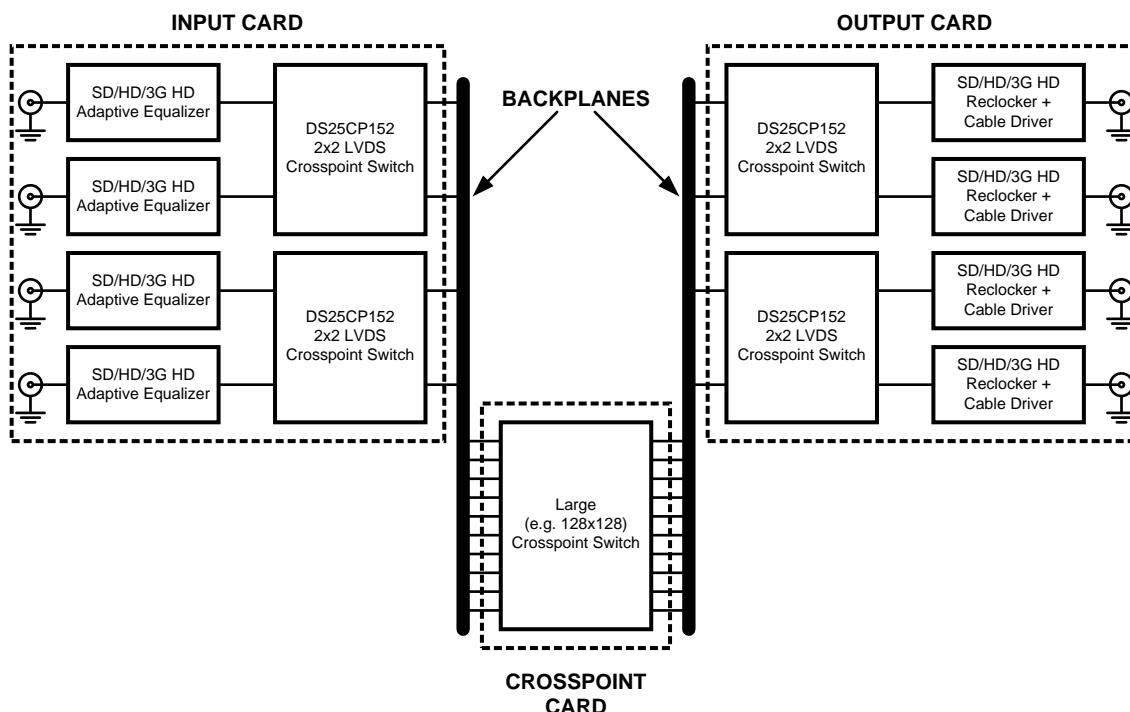 INPUT CARD
SD/HD/3G HD
Adaptive Equalizer
SD/HD/3G HD
Adaptive Equalizer
SD/HD/3G HD
Adaptive Equalizer
SD/HD/3G HD
Adaptive Equalizer
DS25CP152
2x2 LVDS
Crosspoint Switch
DS25CP152
2x2 LVDS
Crosspoint Switch
BACKPLANES
Large
(e.g. 128x128)
Crosspoint Switch
CROSSPOINT
CARD
OUTPUT CARD
DS25CP152
2x2 LVDS
Crosspoint Switch
DS25CP152
2x2 LVDS
Crosspoint Switch
SD/HD/3G HD
Reclocker +
Cable Driver
SD/HD/3G HD
Reclocker +
Cable Driver
SD/HD/3G HD
Reclocker +
Cable Driver
SD/HD/3G HD
Reclocker +
Cable Driver